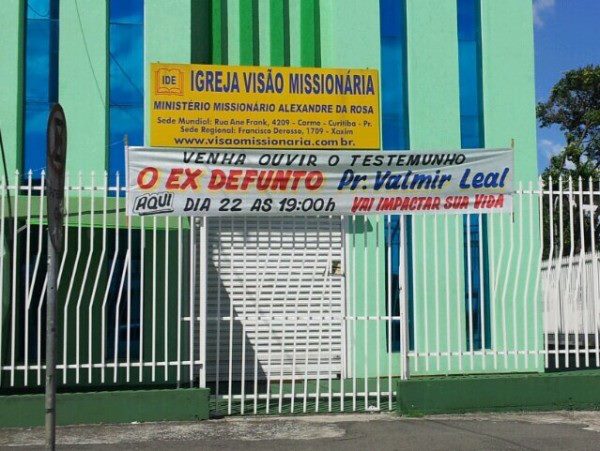 IDE
IGREJA VISÃO MISSIONÁRIA
MINISTÉRIO MISSIONÁRIO ALEXANDRE DA ROSA
Sede Mundial: Rua Ane Frank, 4209 - Carmo - Curitiba - Pr.
Sede Regional: Francisco Derosso, 1709 - Xaxim
www.visaomissionaria.com.br
VENHA OUVIR O TESTEMUNHO
O EX DEFUNTO Pr. Valmir Leal
AQUI DIA 22 AS 19:00h VAI IMPACTAR SUA VIDA